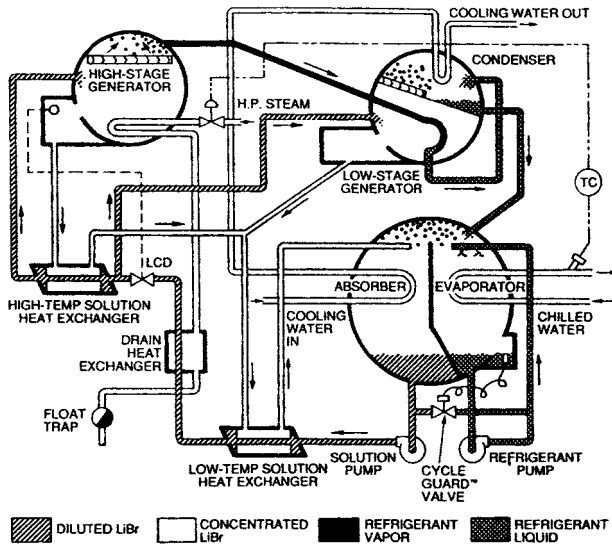 COOLING WATER OUT
CONDENSER
HIGH-STAGE
GENERATOR
H.P. STEAM
LOW-STAGE
GENERATOR
TC
LCD
ABSORBER
EVAPORATOR
HIGH-TEMP SOLUTION
HEAT EXCHANGER
COOLING
WATER
IN
CHILLED
WATER
DRAIN
HEAT
EXCHANGER
FLOAT
TRAP
LOW-TEMP SOLUTION
HEAT EXCHANGER
SOLUTION
PUMP
CYCLE
GUARD™
VALVE
REFRIGERANT
PUMP
DILUTED LiBr
CONCENTRATED
LiBr
REFRIGERANT
VAPOR
REFRIGERANT
LIQUID